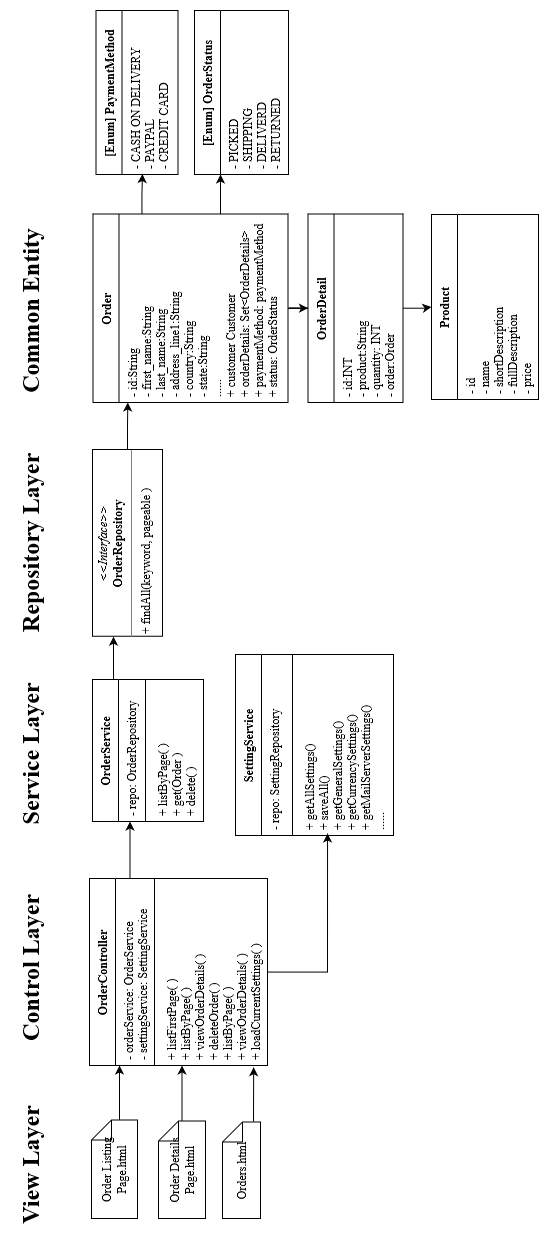 View Layer
Control Layer
Service Layer
Repository Layer
Common Entity
Order Listing
Page.html
Order Details
Page.html
Orders.html
OrderController
- orderService: OrderService
- settingService: SettingService
+ listFirstPage( )
+ listByPage( )
+ viewOrderDetails( )
+ deleteOrder( )
+ listByPage( )
+ viewOrderDetails( )
+ loadCurrentSettings( )
OrderService
- repo: OrderRepository
+ listByPage( )
+ get(Order )
+ delete( )
SettingService
- repo: SettingRepository
+ getAllSettings()
+ saveAll()
+ getGeneralSettings()
+ getCurrencySettings()
+ getMailServerSettings()
......
<<Interface>>
OrderRepository
+ findAll(keyword, pageable )
Order
- id:String
- first_name:String
- last_name:String
- address_line1:String
- country:String
- state:String
......
+ customer Customer
+ orderDetails: Set<OrderDetails>
+ paymentMethod: paymentMethod
+ status: OrderStatus
[Enum] PaymentMethod
- CASH ON DELIVERY
- PAYPAL
- CREDIT CARD
[Enum] OrderStatus
- PICKED
- SHIPPING
- DELIVERD
- RETURNED
OrderDetail
- id:INT
- product:String
- quantity: INT
- order:Order
Product
- id
- name
- shortDescription
- fullDescription
- price